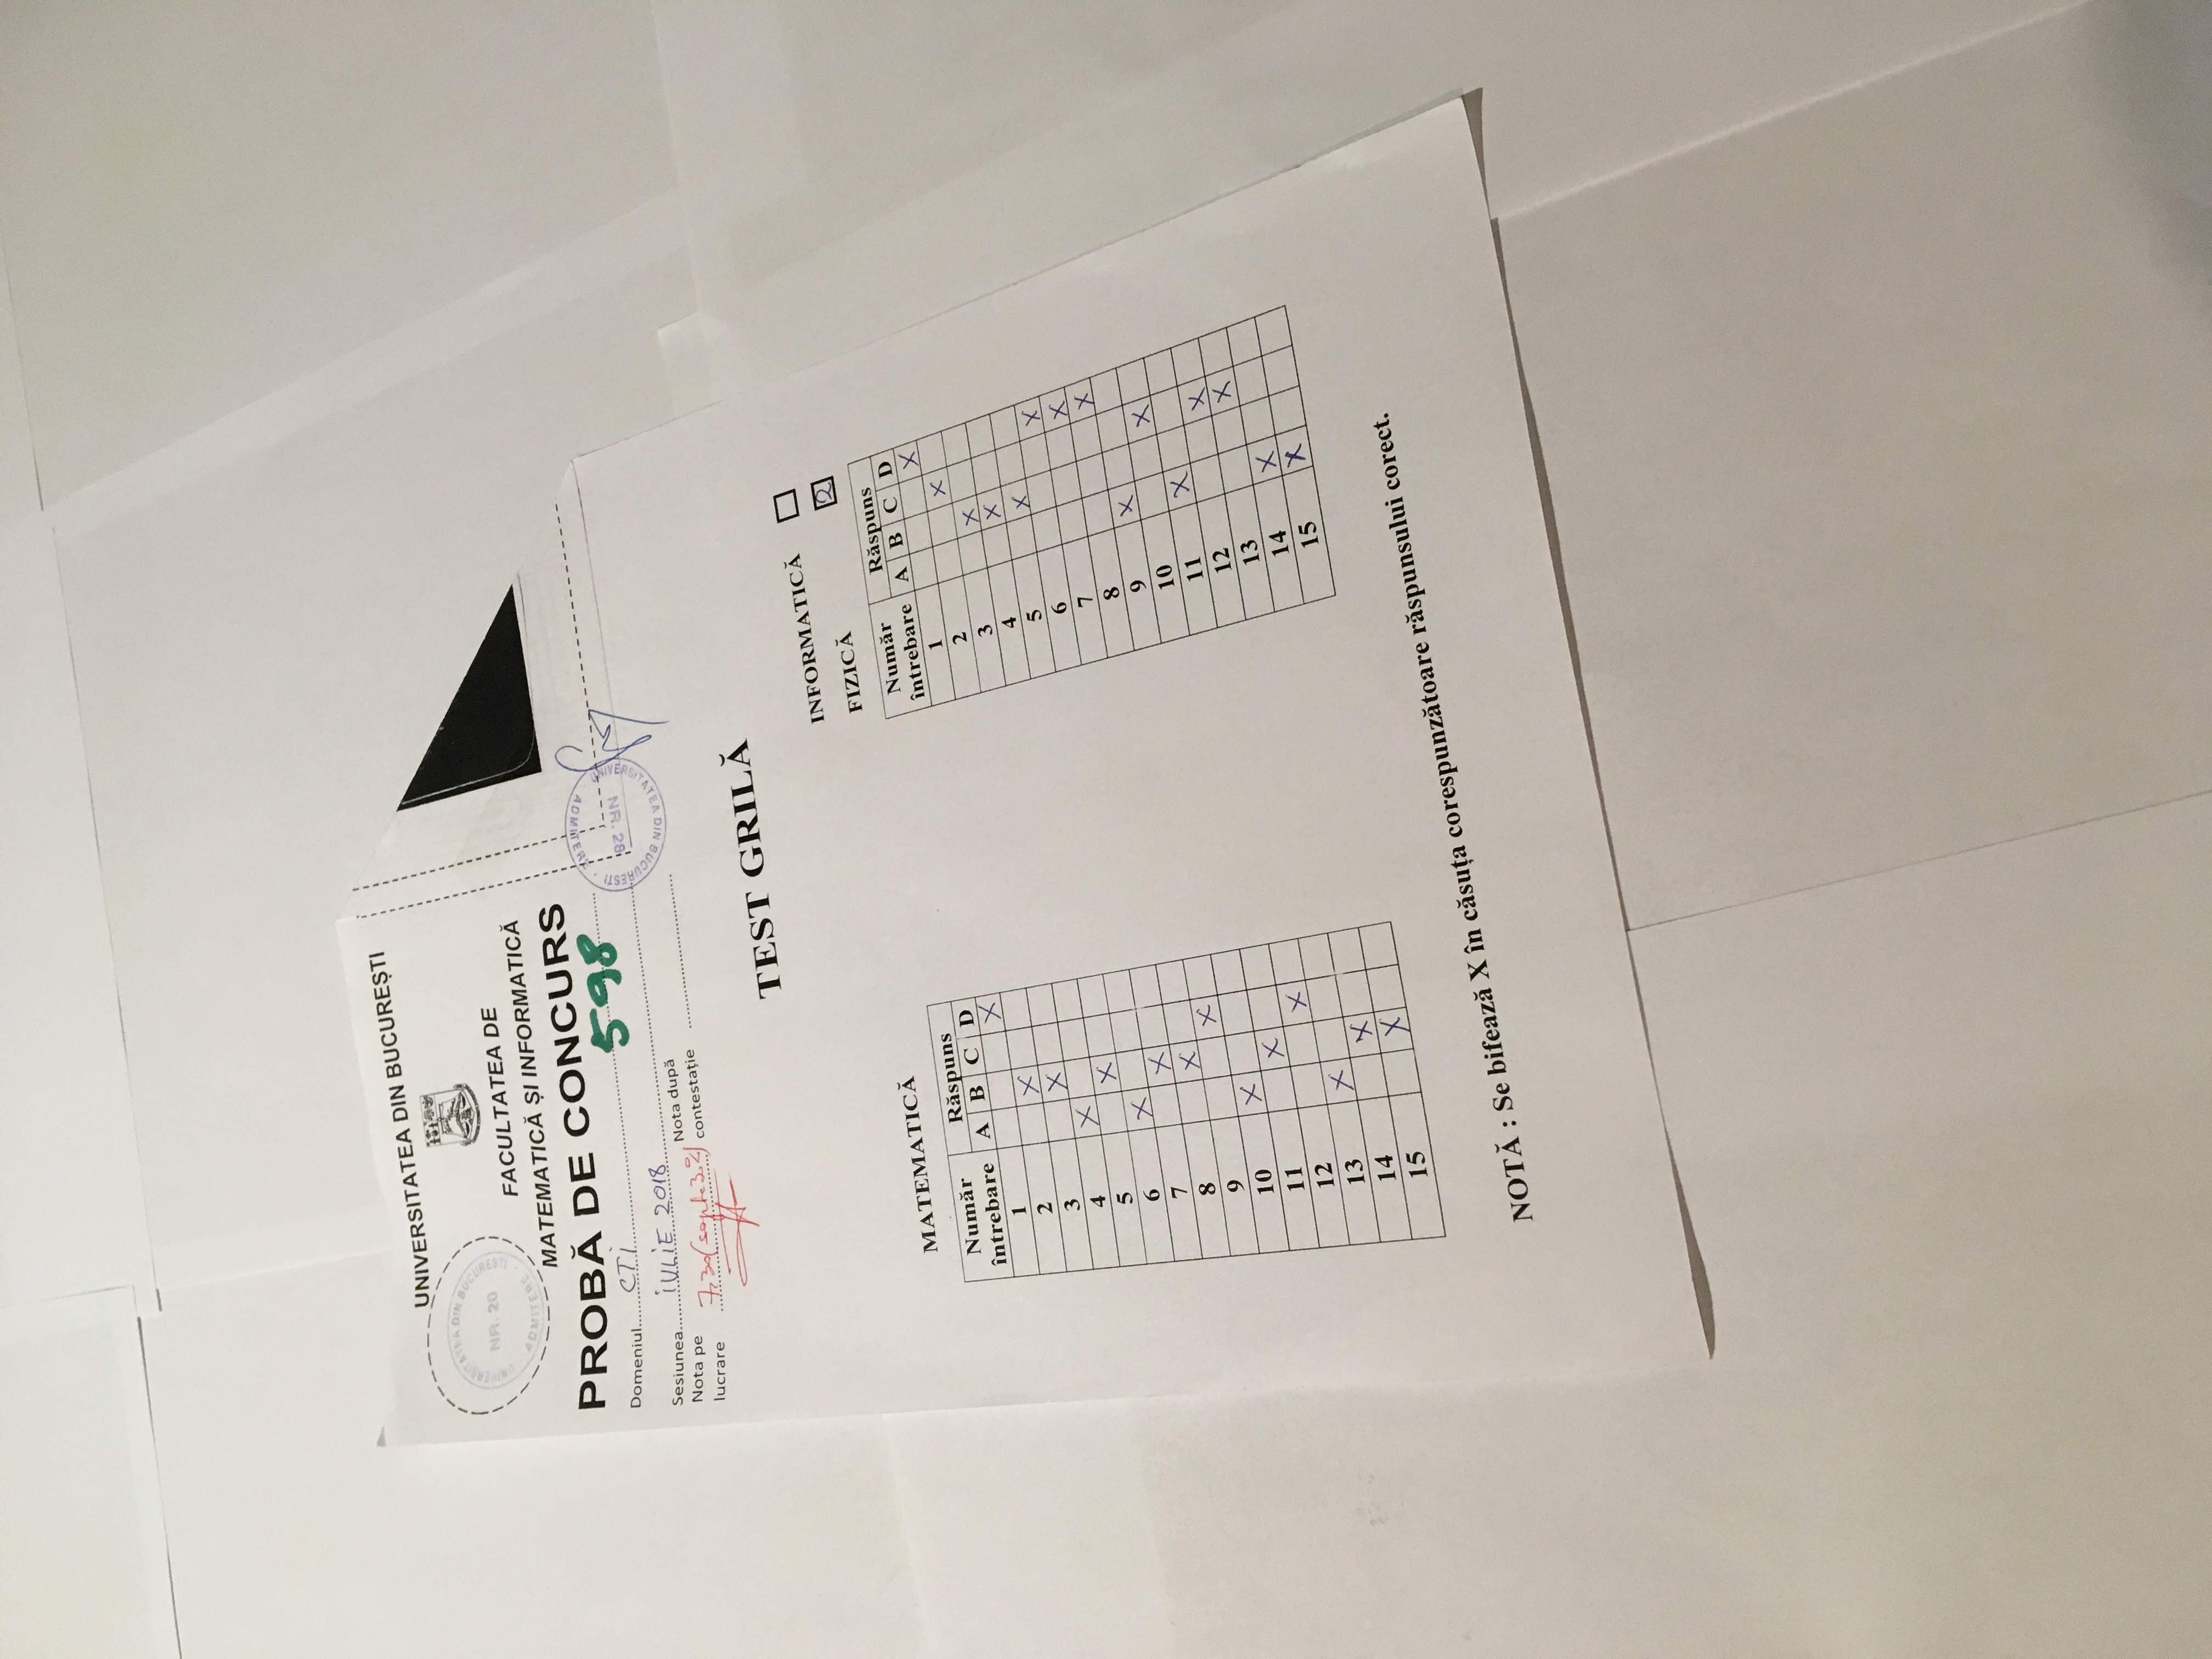 UNIVERSITATEA DIN BUCUREȘTI
UNIVERSITATEA DIN BUCUREȘTI
NR. 20
ADMITERE
FACULTATEA DE
MATEMATICĂ ȘI INFORMATICĂ
PROBĂ DE CONCURS
598
Domeniul CTI
Sesiunea IULIE 2018
Nota pe lucrare 7,30
Nota după contestație
UNIVERSITATEA DIN BUCUREȘTI
NR. 28
ADMITERE
TEST GRILĂ
MATEMATICĂ
Număr întrebare Răspuns
A B C D
1 X
2 X
3 X
4 X
5 X
6 X
7 X
8 X
9 X
10 X
11 X
12 X
13 X
14 X
15 X
INFORMATICĂ
FIZICĂ 2
Număr întrebare Răspuns
A B C D
1 X
2 X
3 X
4 X
5 X
6 X
7 X
8 X
9 X
10 X
11 X
12 X
13 X
14 X
15 X
NOTĂ : Se bifează X în căsuța corespunzătoare răspunsului corect.